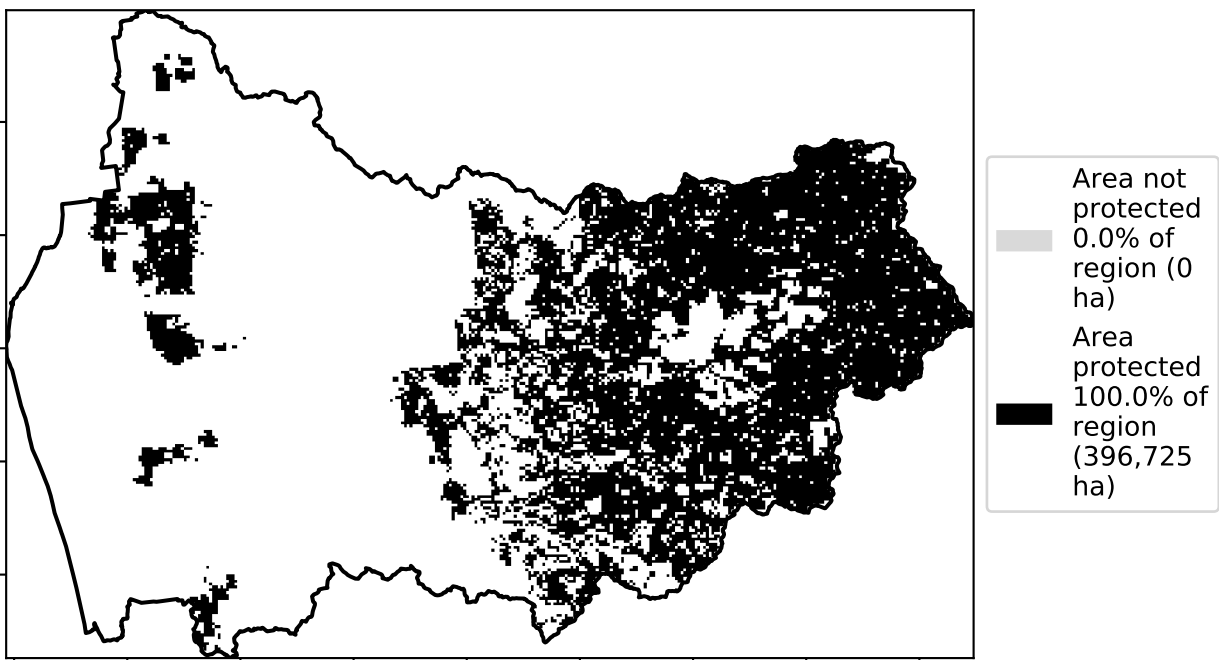 Area not
protected
0.0% of
region (0
ha)
Area
protected
100.0% of
region
(396,725
ha)